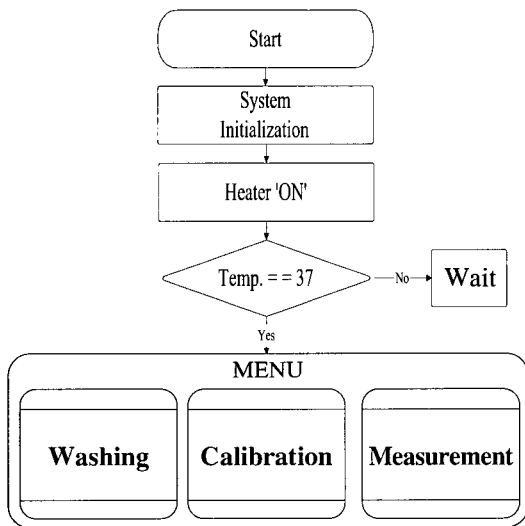 Start
System
Initialization
Heater 'ON'
Temp. = = 37
No
Wait
Yes
MENU
Washing
Calibration
Measurement